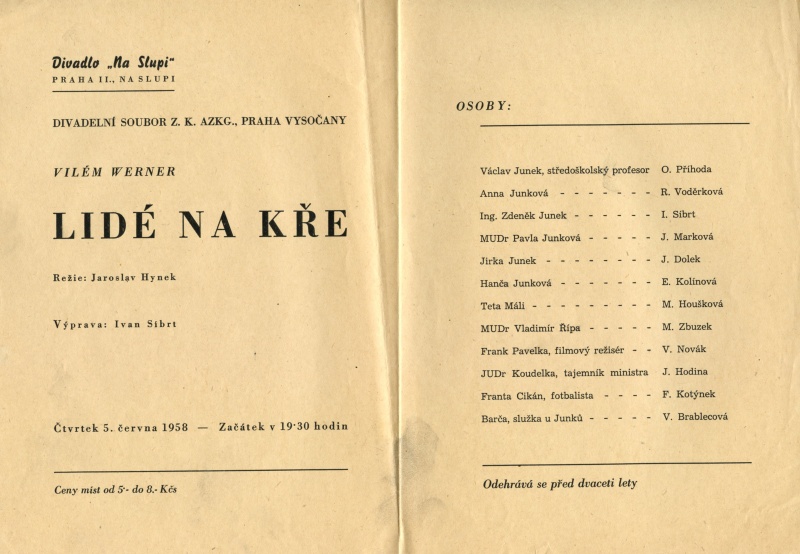 Divadlo „Na Slupi"
PRAHA II., NA SLUPI
DIVADELNÍ SOUBOR Z. K. AZKG., PRAHA VYSOČANY
VILÉM WERNER
LIDÉ NA KŘE
Režie: Jaroslav Hynek
Výprava: Ivan Síbrt
Čtvrtek 5. června 1958 — Začátek v 19·30 hodin
Ceny míst od 5·- do 8.- Kčs
OSOBY:
Václav Junek, středoškolský profesor O. Příhoda
Anna Junková - - - - - - - R. Voděrková
Ing. Zdeněk Junek - - - - - - I. Síbrt
MUDr Pavla Junková - - - - - J. Marková
Jirka Junek - - - - - - - - J. Dolek
Hanča Junková - - - - - - E. Kolínová
Teta Máli - - - - - - - - M. Houšková
MUDr Vladimír Řípa - - - - - M. Zbuzek
Frank Pavelka, filmový režisér - - V. Novák
JUDr Koudelka, tajemník ministra J. Hodina
Franta Cikán, fotbalista - - - - F. Kotýnek
Barča, služka u Junků - - - - - V. Brablecová
Odehrává se před dvaceti lety